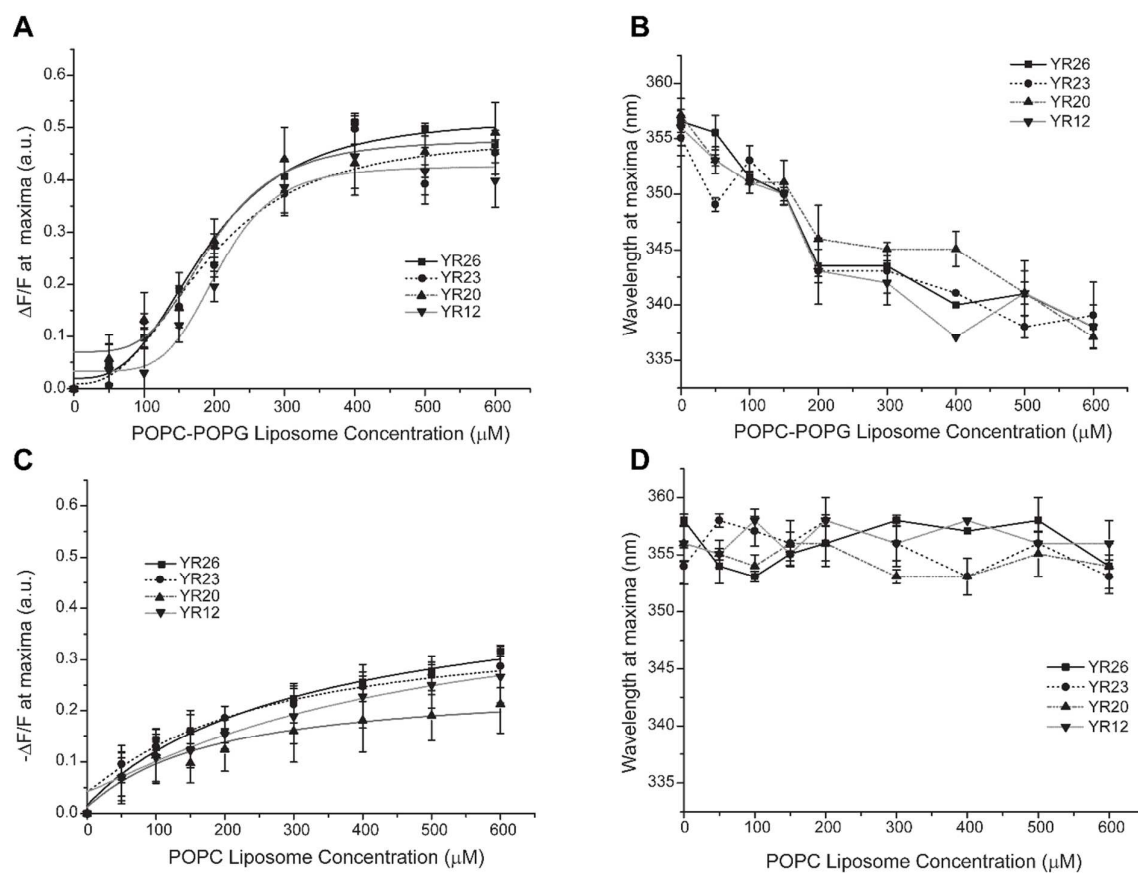 A
ΔF/F at maxima (a.u.)
0.6
0.5
0.4
0.3
0.2
0.1
0.0
YR26
YR23
YR20
YR12
0 100 200 300 400 500 600
POPC-POPG Liposome Concentration (μM)
B
Wavelength at maxima (nm)
360
355
350
345
340
335
YR26
YR23
YR20
YR12
0 100 200 300 400 500 600
POPC-POPG Liposome Concentration (μM)
C
-ΔF/F at maxima (a.u.)
0.6
0.5
0.4
0.3
0.2
0.1
0.0
YR26
YR23
YR20
YR12
0 100 200 300 400 500 600
POPC Liposome Concentration (μM)
D
Wavelength at maxima (nm)
360
355
350
345
340
335
YR26
YR23
YR20
YR12
0 100 200 300 400 500 600
POPC Liposome Concentration (μM)